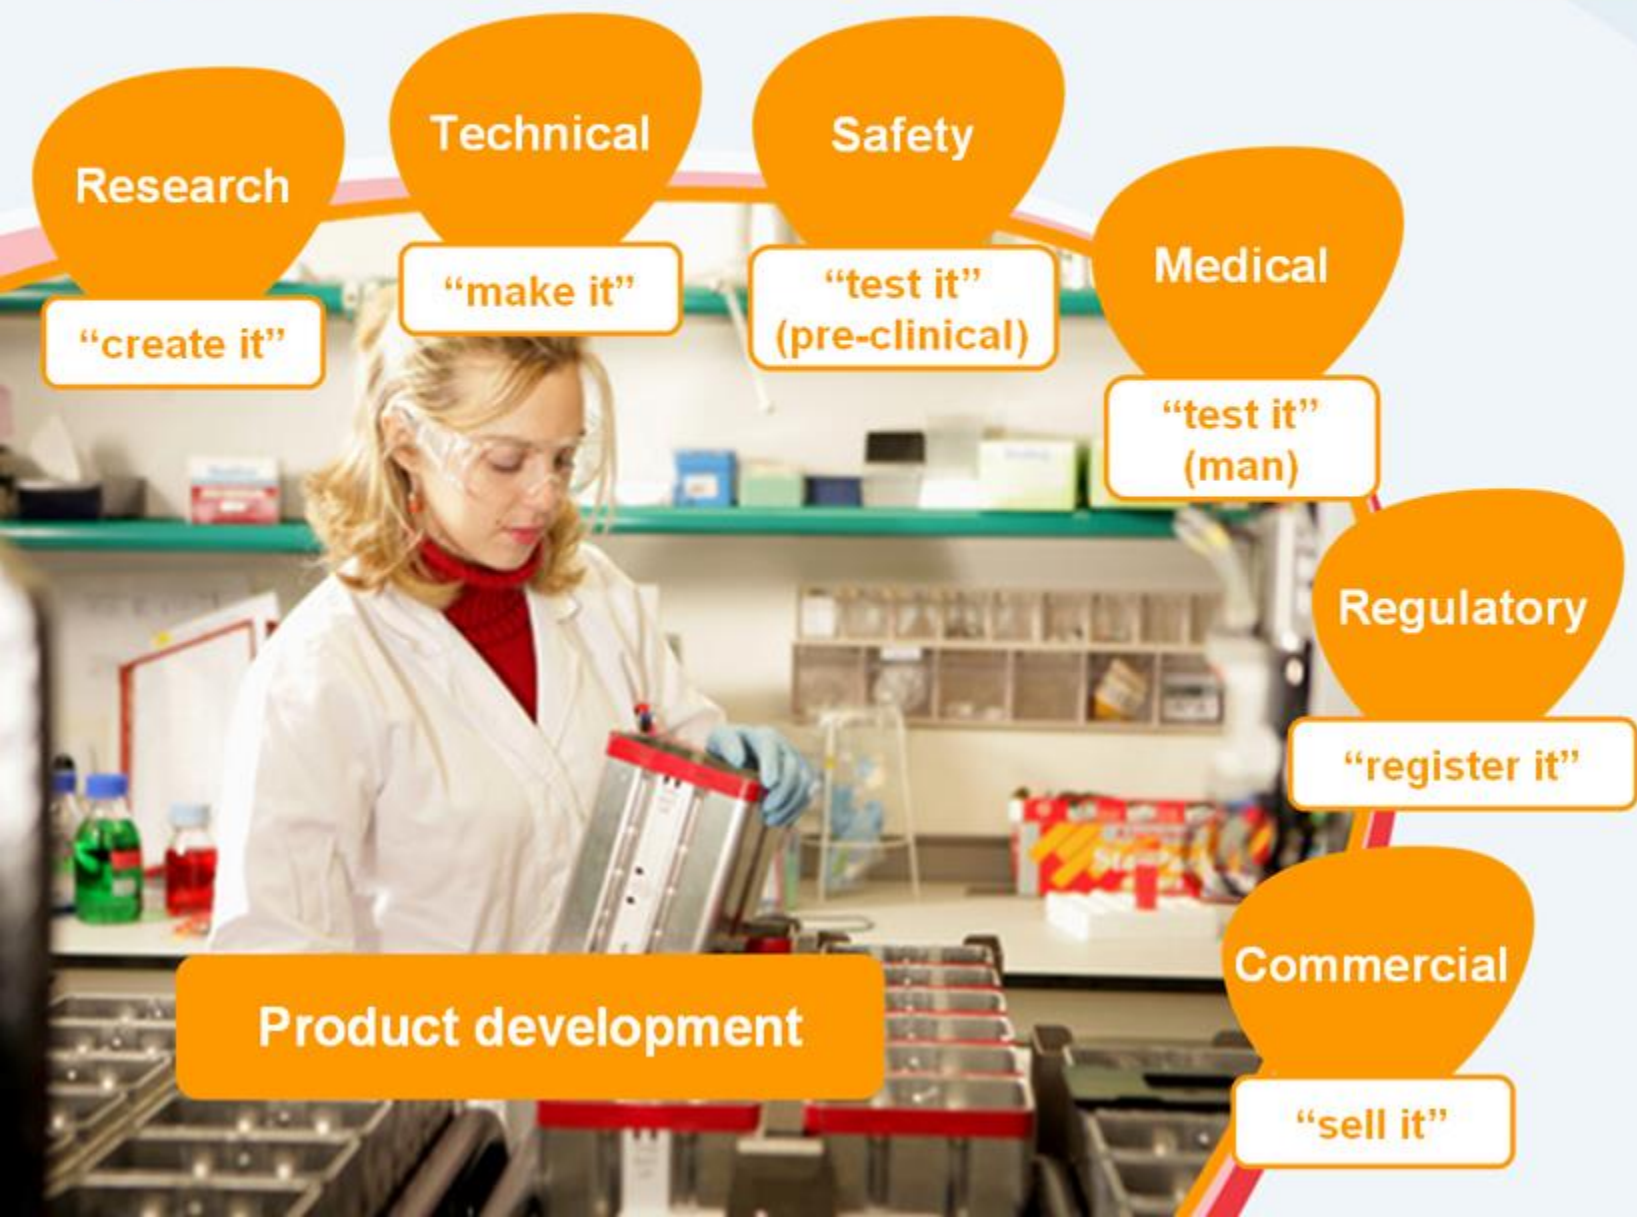 Research
“create it”
Technical
“make it”
Safety
“test it”
(pre-clinical)
Medical
“test it”
(man)
Regulatory
“register it”
Commercial
“sell it”
Product development